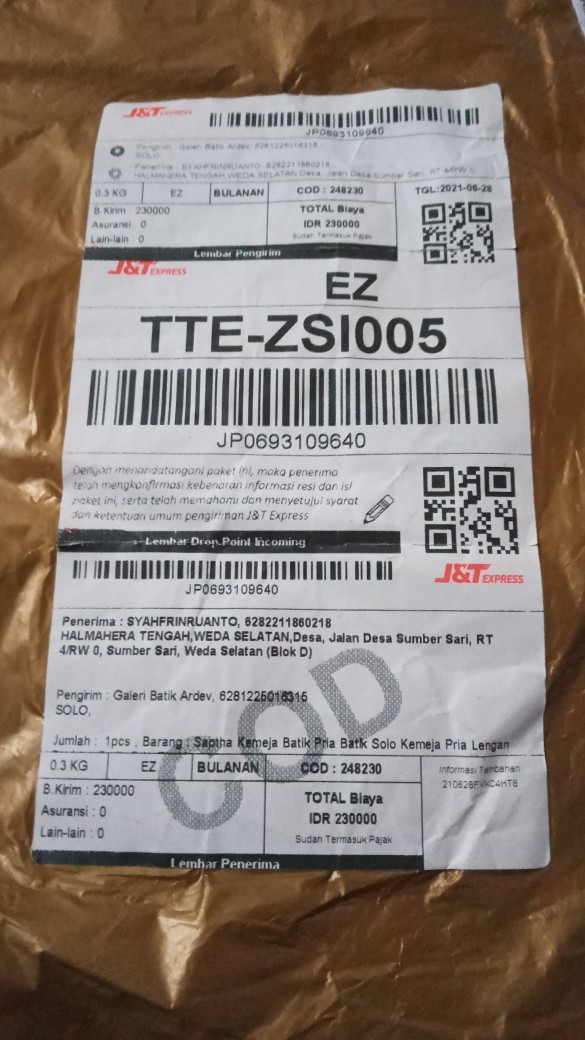 J&T EXPRESS
JP0693109640
Pengirim : Galeri Batik Ardev, 6281225016315
SOLO,
Penerima : SYAHFRINRUANTO, 6282211860218
HALMAHERA TENGAH,WEDA SELATAN,Desa, Jalan Desa Sumber Sari, RT 4/RW 0,
0.3 KG EZ BULANAN COD : 248230 TGL:2021-06-28
B.Kirim : 230000
Asuransi : 0
Lain-lain : 0
TOTAL Biaya
IDR 230000
Sudah Termasuk Pajak
Lembar Pengirim
J&T EXPRESS
EZ
TTE-ZSI005
JP0693109640
Dengan menandatangani paket ini, maka penerima
telah mengkonfirmasi kebenaran informasi resi dan isi
paket ini, serta telah memahami dan menyetujui syarat
dan ketentuan umum pengiriman J&T Express
Lembar Drop Point Incoming
J&T EXPRESS
JP0693109640
Penerima : SYAHFRINRUANTO, 6282211860218
HALMAHERA TENGAH,WEDA SELATAN,Desa, Jalan Desa Sumber Sari, RT
4/RW 0, Sumber Sari, Weda Selatan (Blok D)
Pengirim : Galeri Batik Ardev, 6281225016315
SOLO,
COD
Jumlah : 1pcs , Barang : Saptha Kemeja Batik Pria Batik Solo Kemeja Pria Lengan
0.3 KG EZ BULANAN COD : 248230
B.Kirim : 230000
Asuransi : 0
Lain-lain : 0
TOTAL Biaya
IDR 230000
Sudah Termasuk Pajak
Informasi Tambahan
Lembar Penerima